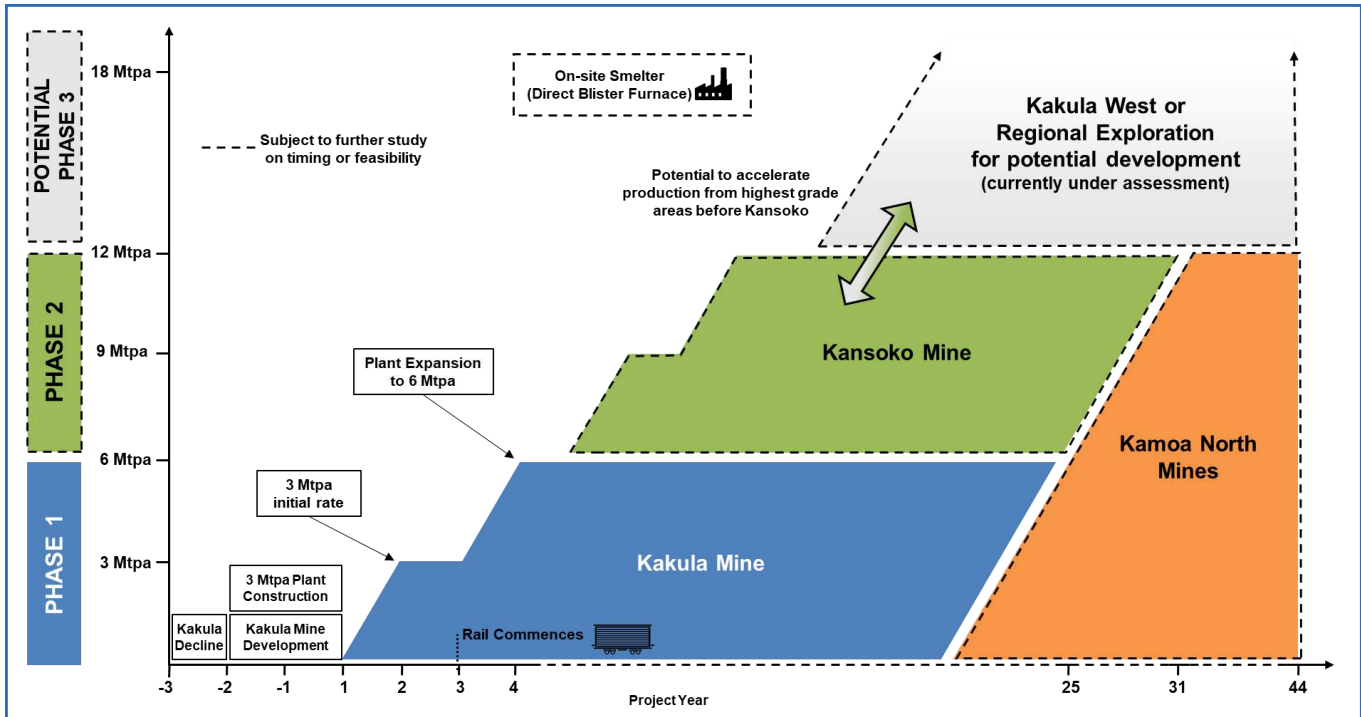 POTENTIAL
PHASE 3
PHASE 2
PHASE 1
18 Mtpa
12 Mtpa
9 Mtpa
6 Mtpa
3 Mtpa
Subject to further study
on timing or feasibility
On-site Smelter
(Direct Blister Furnace)
Potential to accelerate
production from highest grade
areas before Kansoko
Kakula West or
Regional Exploration
for potential development
(currently under assessment)
Kansoko Mine
Kamoa North
Mines
Plant Expansion
to 6 Mtpa
3 Mtpa
initial rate
Kakula Mine
3 Mtpa Plant
Construction
Kakula
Decline
Kakula Mine
Development
Rail Commences
-3
-2
-1
1
2
3
4
25
31
44
Project Year